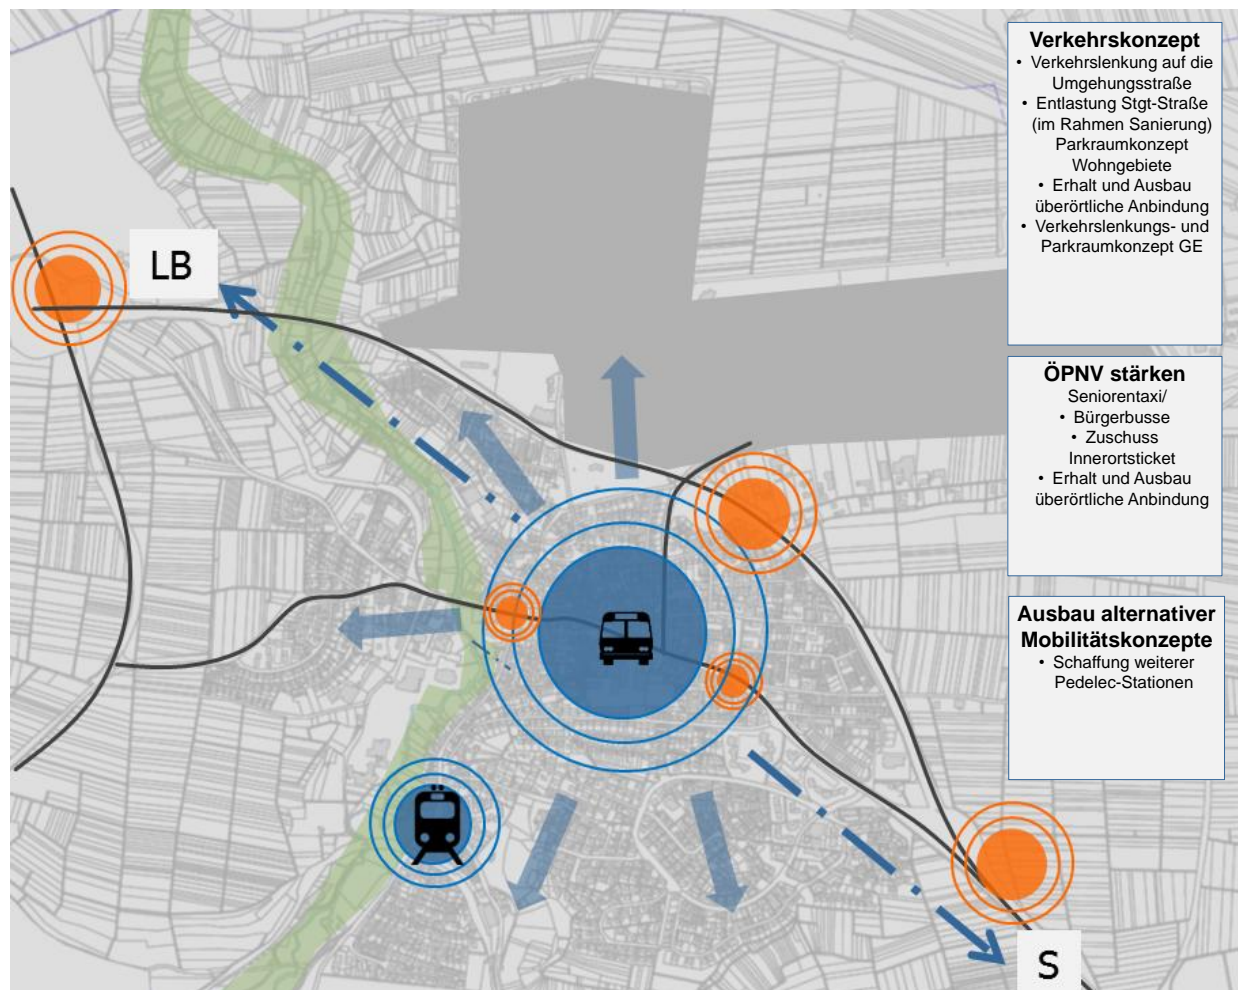 Verkehrskonzept
• Verkehrslenkung auf die
Umgehungsstraße
• Entlastung Stgt-Straße
(im Rahmen Sanierung)
Parkraumkonzept
Wohngebiete
• Erhalt und Ausbau
überörtliche Anbindung
• Verkehrslenkungs- und
Parkraumkonzept GE
LB
ÖPNV stärken
Seniorentaxi/
• Bürgerbusse
• Zuschuss
Innerortsticket
• Erhalt und Ausbau
überörtliche Anbindung
Ausbau alternativer
Mobilitätskonzepte
• Schaffung weiterer
Pedelec-Stationen
S